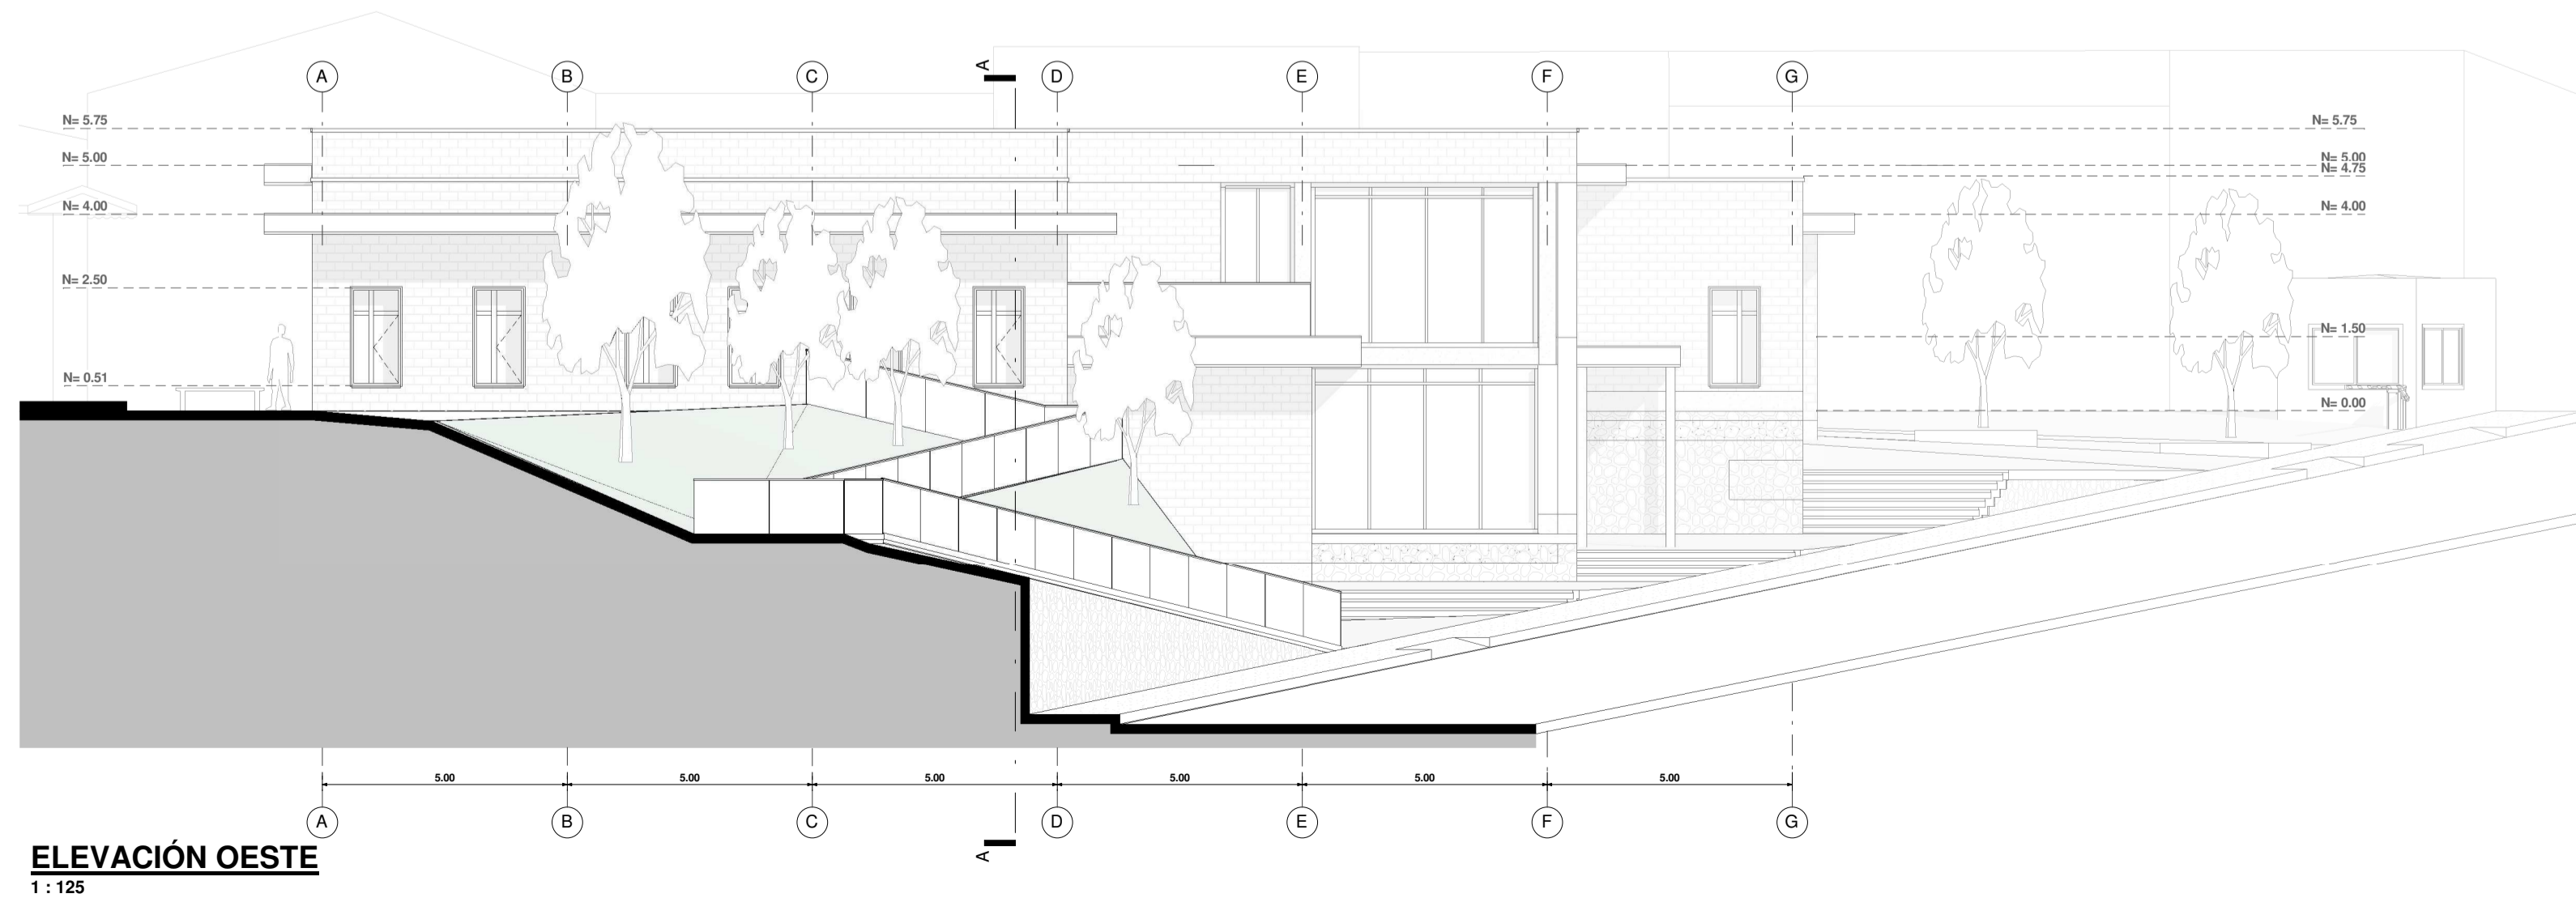 A B C A D E F G
N= 5.75 N= 5.75
N= 5.00 N= 5.00
N= 4.75
N= 4.00 N= 4.00
N= 2.50
N= 1.50
N= 0.51
N= 0.00
5.00 5.00 5.00 5.00 5.00 5.00
A B C D E F G
A
ELEVACIÓN OESTE
1 : 125